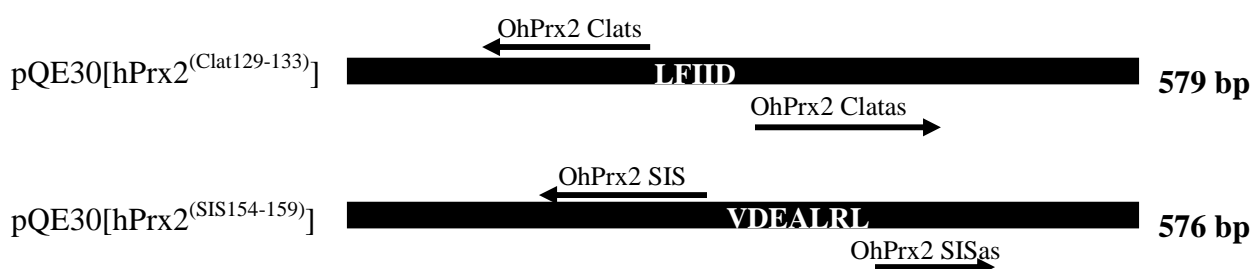 OhPrx2 Clats
pQE30[hPrx2(Clat129-133)] LFIID 579 bp
OhPrx2 Clatas
OhPrx2 SIS
pQE30[hPrx2(SIS154-159)] VDEALRL 576 bp
OhPrx2 SISas